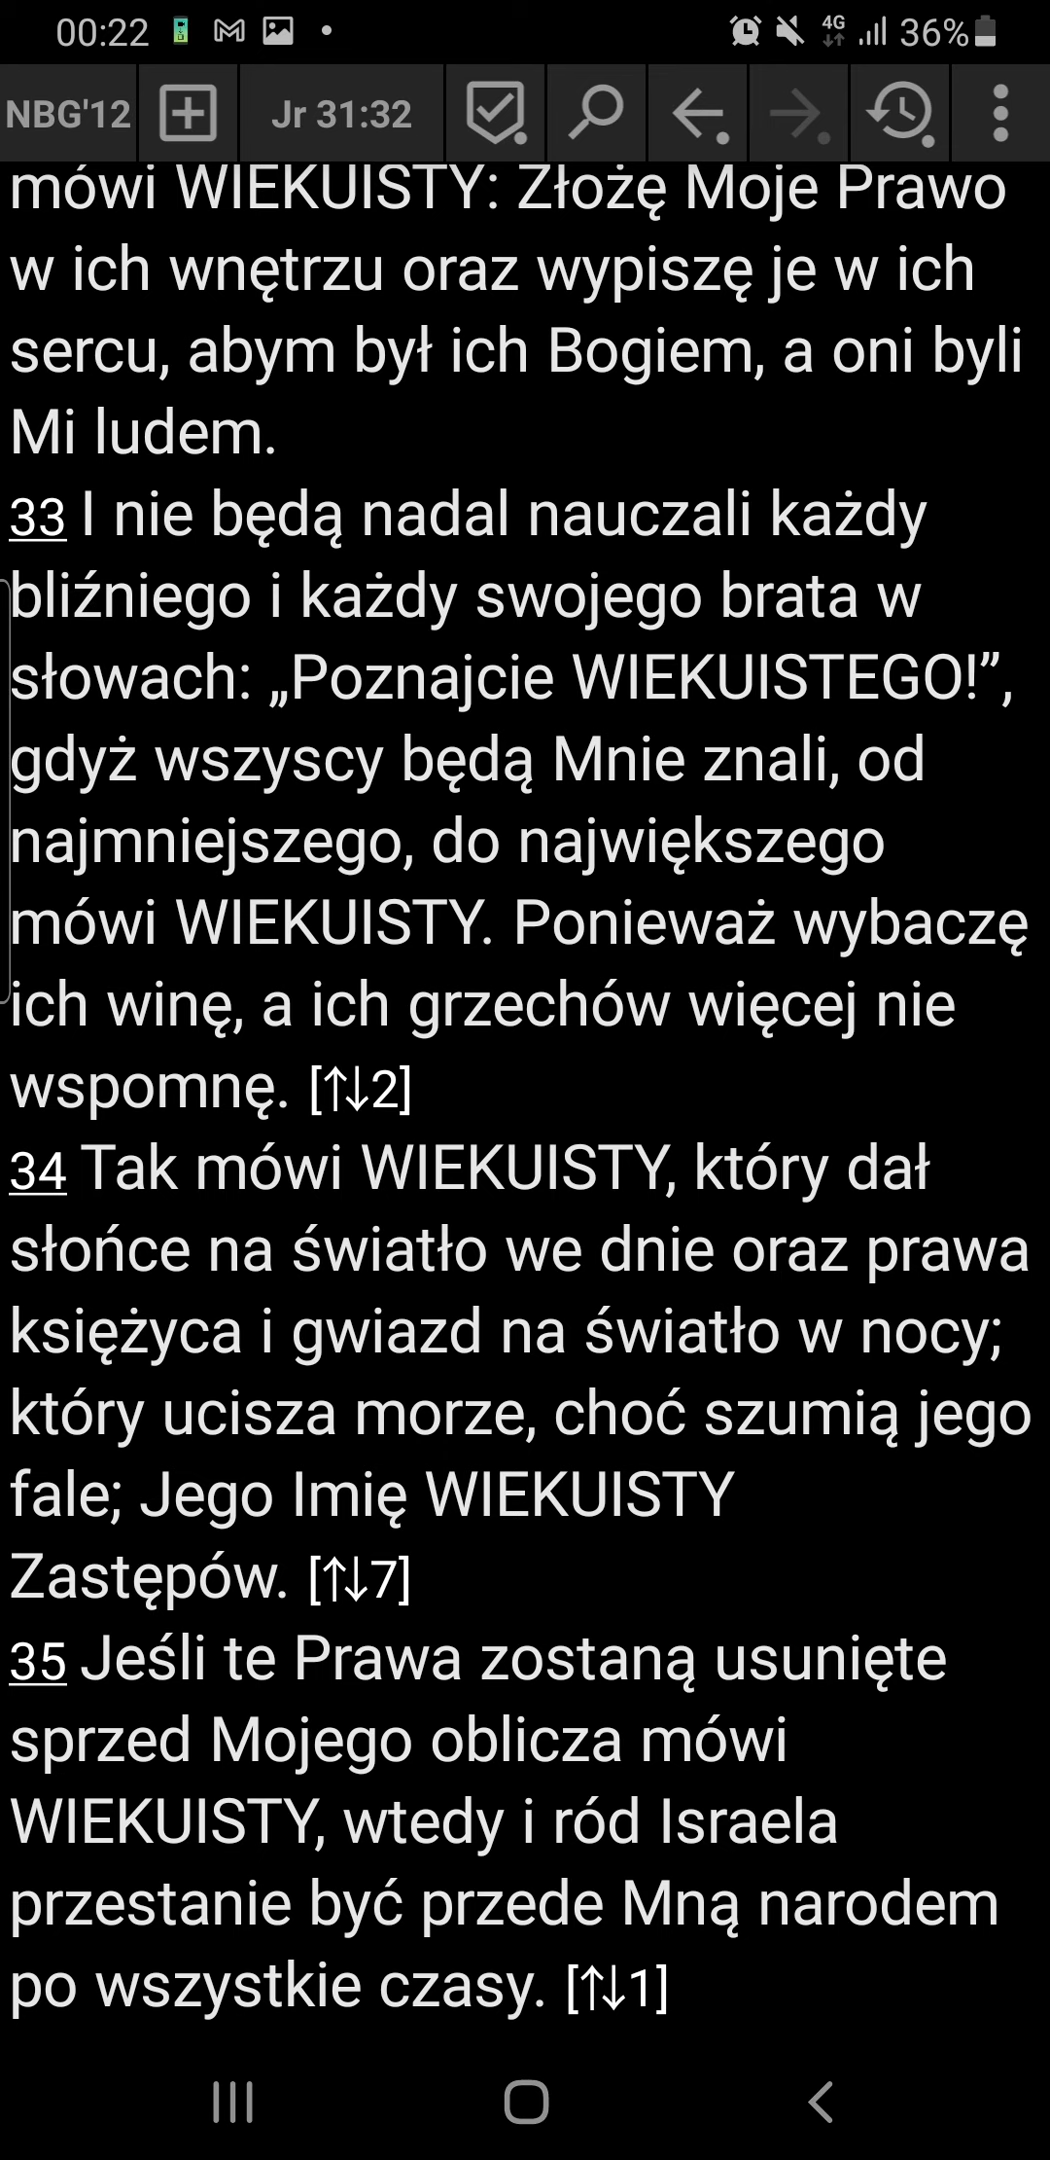 00:22 4G 36%
NBG'12 Jr 31:32
mówi WIEKUISTY: Złożę Moje Prawo
w ich wnętrzu oraz wypiszę je w ich
sercu, abym był ich Bogiem, a oni byli
Mi ludem.
33 I nie będą nadal nauczali każdy
bliźniego i każdy swojego brata w
słowach: „Poznajcie WIEKUISTEGO!”,
gdyż wszyscy będą Mnie znali, od
najmniejszego, do największego
mówi WIEKUISTY. Ponieważ wybaczę
ich winę, a ich grzechów więcej nie
wspomnę. [↑↓2]
34 Tak mówi WIEKUISTY, który dał
słońce na światło we dnie oraz prawa
księżyca i gwiazd na światło w nocy;
który ucisza morze, choć szumią jego
fale; Jego Imię WIEKUISTY
Zastępów. [↑↓7]
35 Jeśli te Prawa zostaną usunięte
sprzed Mojego oblicza mówi
WIEKUISTY, wtedy i ród Israela
przestanie być przede Mną narodem
po wszystkie czasy. [↑↓1]